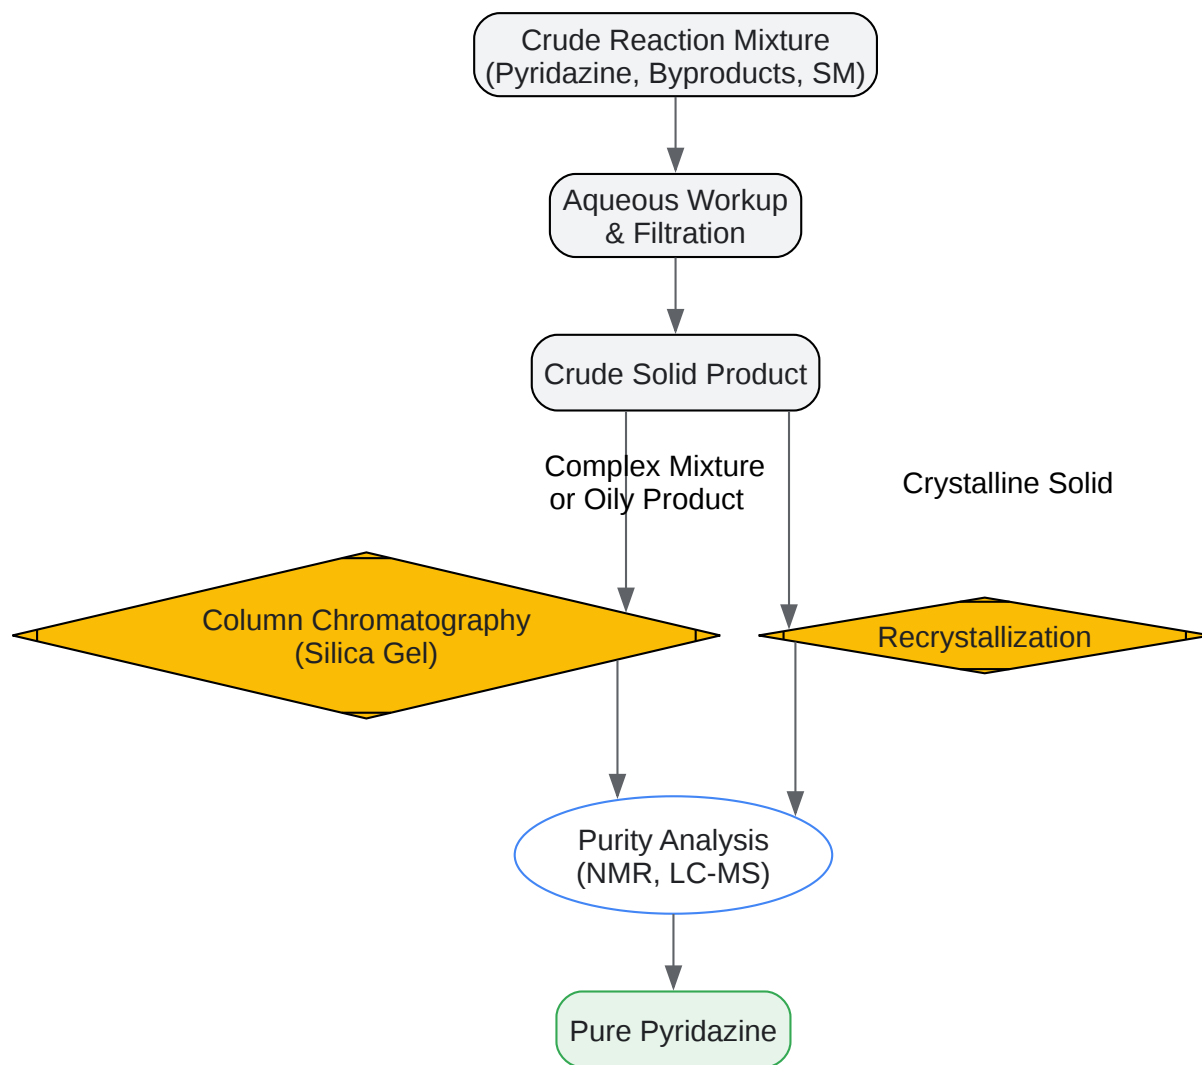 Crude Reaction Mixture
(Pyridazine, Byproducts, SM)
Aqueous Workup
& Filtration
Crude Solid Product
Complex Mixture
or Oily Product
Crystalline Solid
Column Chromatography
(Silica Gel)
Recrystallization
Purity Analysis
(NMR, LC-MS)
Pure Pyridazine